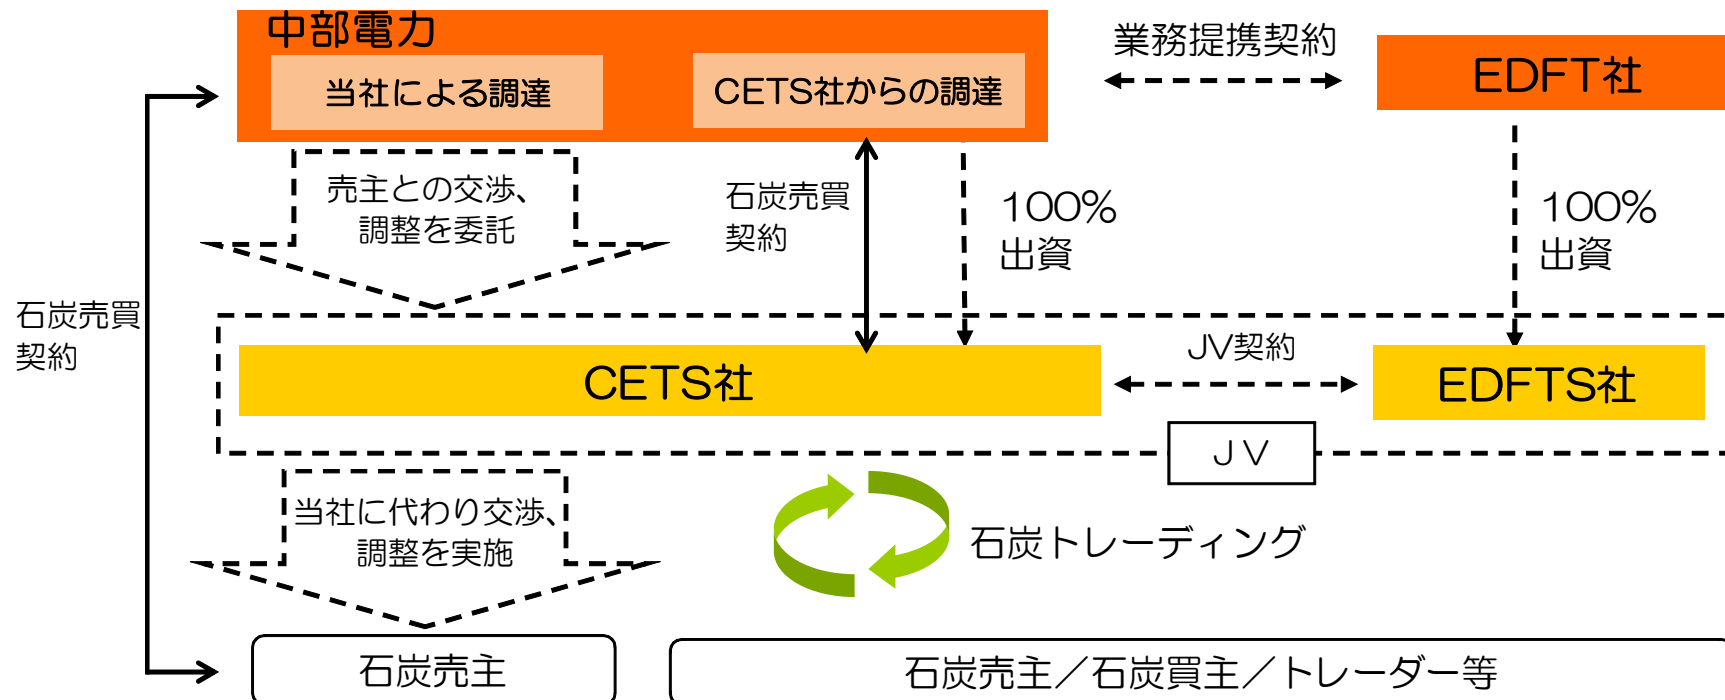 中部電力
当社による調達
CETS社からの調達
業務提携契約
EDFT社
売主との交渉、
調整を委託
石炭売買
契約
100%
出資
100%
出資
石炭売買
契約
CETS社
JV契約
EDFTS社
JV
当社に代わり交渉、
調整を実施
石炭トレーディング
石炭売主
石炭売主／石炭買主／トレーダー等